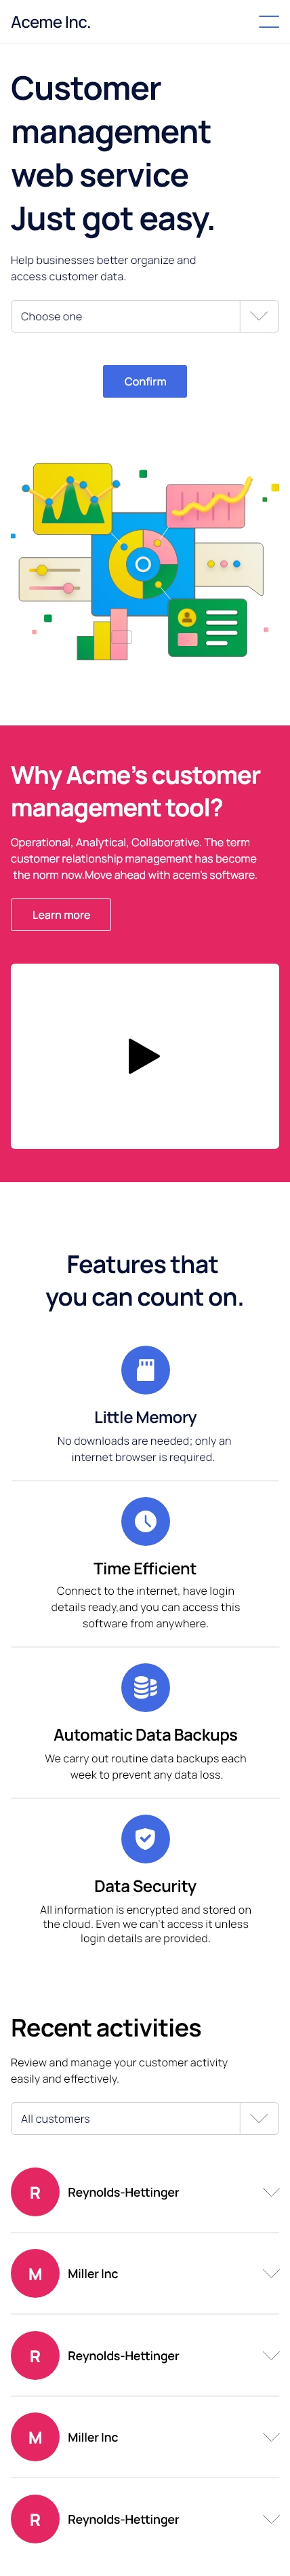 Aceme Inc.
Customer
management
web service
Just got easy.
Help businesses better organize and
access customer data.
Choose one
Confirm
Why Acme's customer
management tool?
Operational, Analytical, Collaborative. The term
customer relationship management has become
the norm now.Move ahead with acem's software.
Learn more
Features that
you can count on.
Little Memory
No downloads are needed; only an
internet browser is required.
Time Efficient
Connect to the internet, have login
details ready,and you can access this
software from anywhere.
Automatic Data Backups
We carry out routine data backups each
week to prevent any data loss.
Data Security
All information is encrypted and stored on
the cloud. Even we can't access it unless
login details are provided.
Recent activities
Review and manage your customer activity
easily and effectively.
All customers
R
Reynolds-Hettinger
M
Miller Inc
R
Reynolds-Hettinger
M
Miller Inc
R
Reynolds-Hettinger